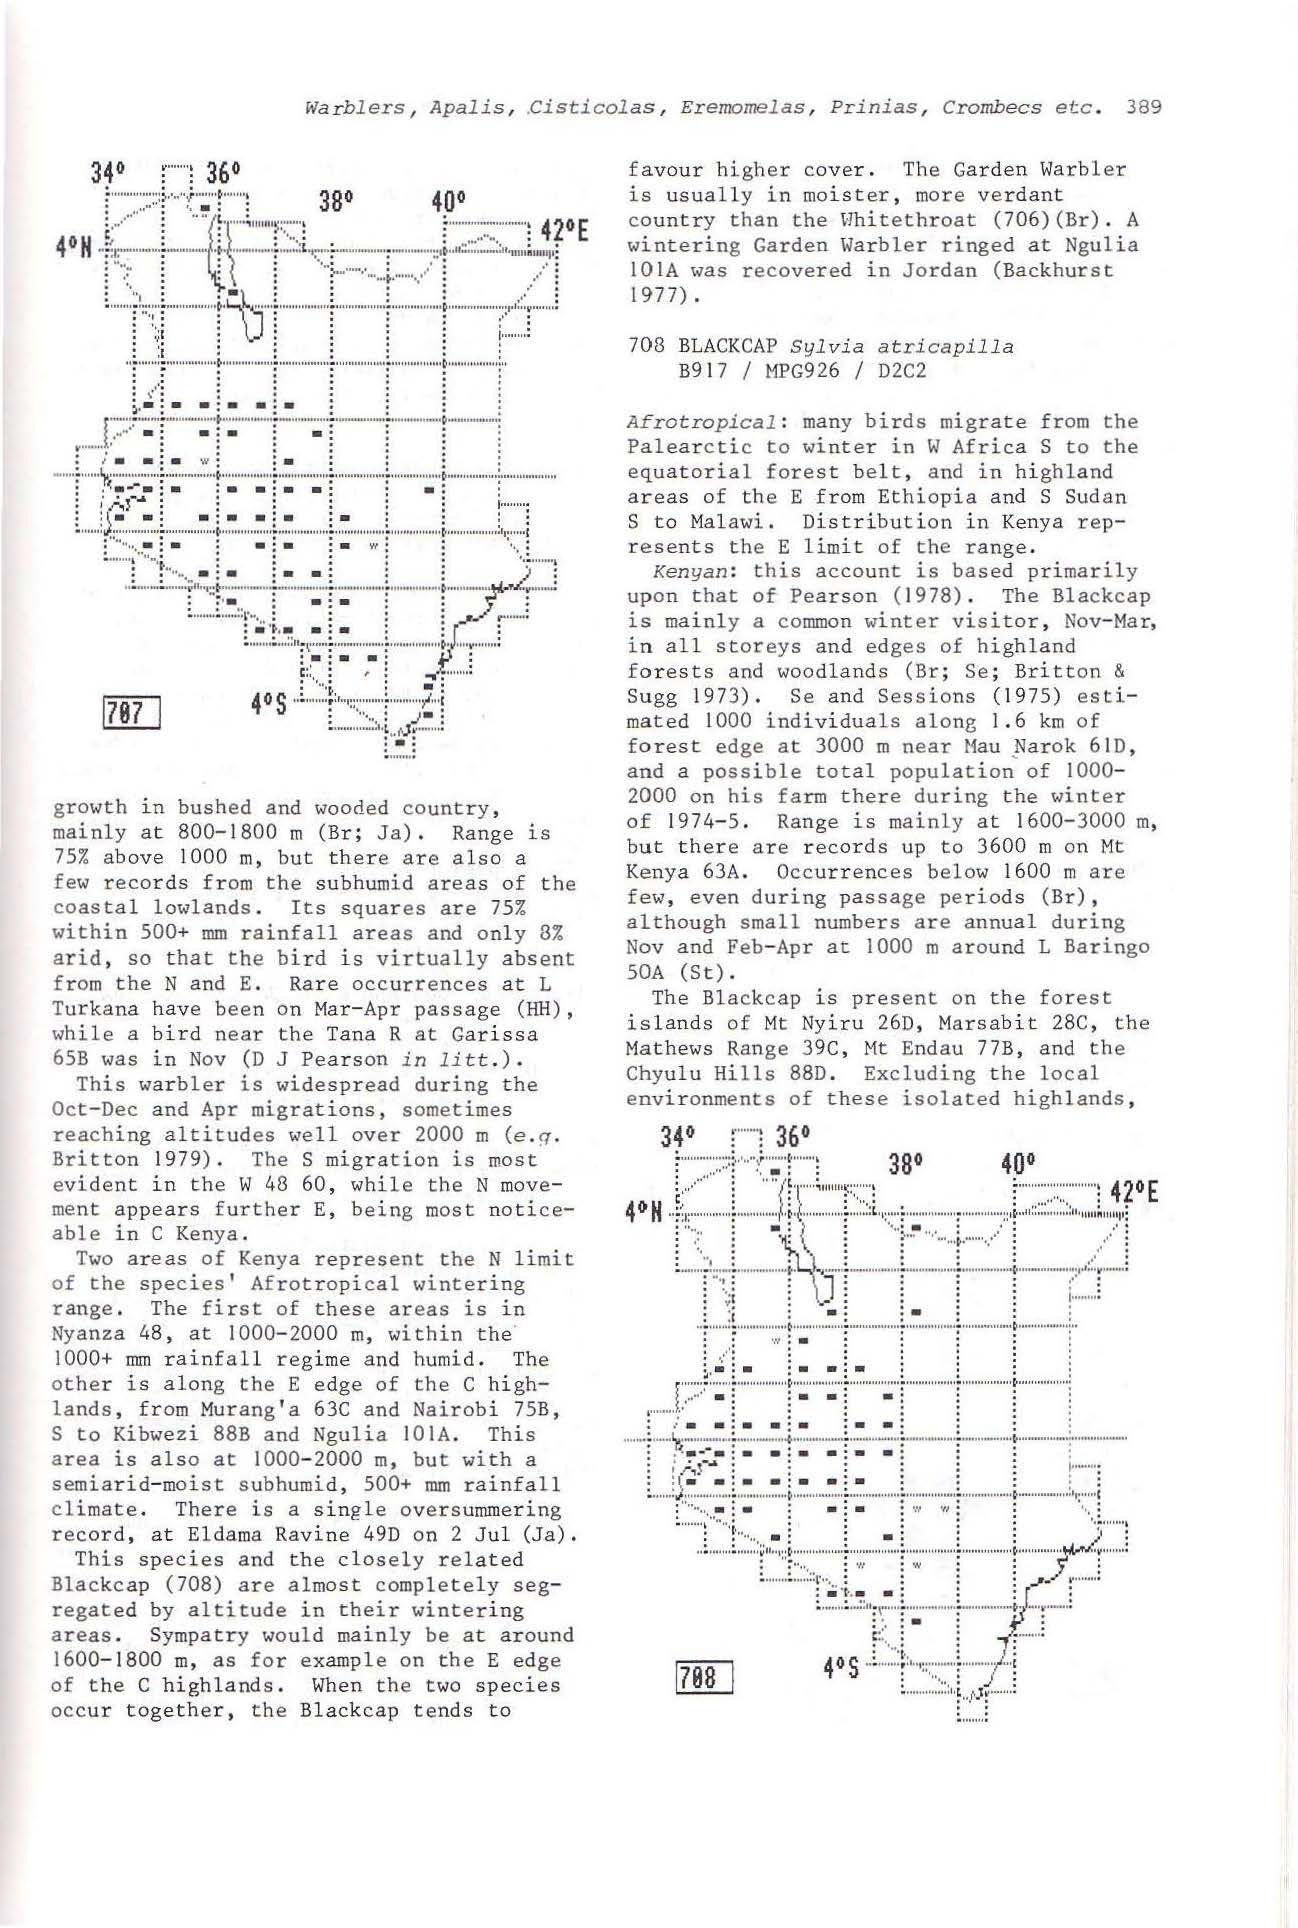 Warblers, Apalis, Cisticolas, Eremomelas, Prinias, Crombecs etc. 389
34° 36°
38° 40°
42°E
4°N
W
W
4°S
707
growth in bushed and wooded country,
mainly at 800-1800 m (Br; Ja). Range is
75% above 1000 m, but there are also a
few records from the subhumid areas of the
coastal lowlands. Its squares are 75%
within 500+ mm rainfall areas and only 8%
arid, so that the bird is virtually absent
from the N and E. Rare occurrences at L
Turkana have been on Mar-Apr passage (HH),
while a bird near the Tana R at Garissa
65B was in Nov (D J Pearson in litt.).
This warbler is widespread during the
Oct-Dec and Apr migrations, sometimes
reaching altitudes well over 2000 m (e.g.
Britton 1979). The S migration is most
evident in the W 48 60, while the N move-
ment appears further E, being most notice-
able in C Kenya.
Two areas of Kenya represent the N limit
of the species' Afrotropical wintering
range. The first of these areas is in
Nyanza 48, at 1000-2000 m, within the
1000+ mm rainfall regime and humid. The
other is along the E edge of the C high-
lands, from Murang'a 63C and Nairobi 75B,
S to Kibwezi 88B and Ngulia 101A. This
area is also at 1000-2000 m, but with a
semiarid-moist subhumid, 500+ mm rainfall
climate. There is a single oversummering
record, at Eldama Ravine 49D on 2 Jul (Ja).
This species and the closely related
Blackcap (708) are almost completely seg-
regated by altitude in their wintering
areas. Sympatry would mainly be at around
1600-1800 m, as for example on the E edge
of the C highlands. When the two species
occur together, the Blackcap tends to
favour higher cover. The Garden Warbler
is usually in moister, more verdant
country than the Whitethroat (706)(Br). A
wintering Garden Warbler ringed at Ngulia
101A was recovered in Jordan (Backhurst
1977).
708 BLACKCAP Sylvia atricapilla
B917 / MPG926 / D2C2
Afrotropical: many birds migrate from the
Palearctic to winter in W Africa S to the
equatorial forest belt, and in highland
areas of the E from Ethiopia and S Sudan
S to Malawi. Distribution in Kenya rep-
resents the E limit of the range.
Kenyan: this account is based primarily
upon that of Pearson (1978). The Blackcap
is mainly a common winter visitor, Nov-Mar,
in all storeys and edges of highland
forests and woodlands (Br; Se; Britton &
Sugg 1973). Se and Sessions (1975) esti-
mated 1000 individuals along 1.6 km of
forest edge at 3000 m near Mau Narok 61D,
and a possible total population of 1000-
2000 on his farm there during the winter
of 1974-5. Range is mainly at 1600-3000 m,
but there are records up to 3600 m on Mt
Kenya 63A. Occurrences below 1600 m are
few, even during passage periods (Br),
although small numbers are annual during
Nov and Feb-Apr at 1000 m around L Baringo
50A (St).
The Blackcap is present on the forest
islands of Mt Nyiru 26D, Marsabit 28C, the
Mathews Range 39C, Mt Endau 77B, and the
Chyulu Hills 88D. Excluding the local
environments of these isolated highlands,
34° 36°
38° 40°
42°E
4°N
W
W W
W W
4°S
708